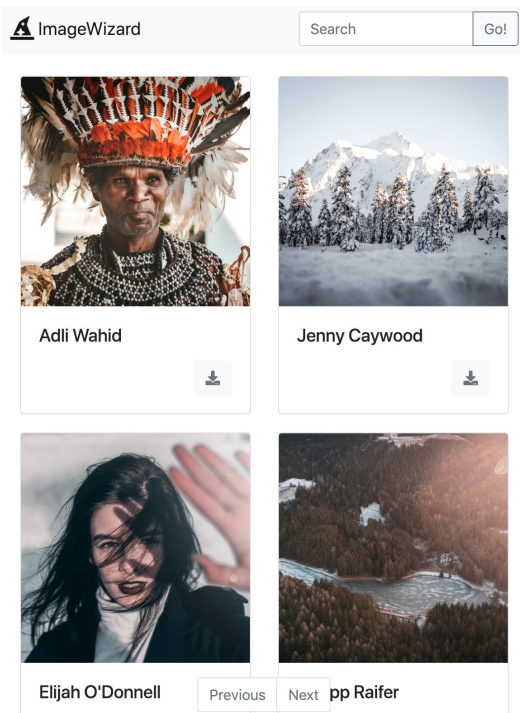 ImageWizard
Search
Go!
Adli Wahid
Jenny Caywood
Elijah O'Donnell
Previous
Next
pp Raifer